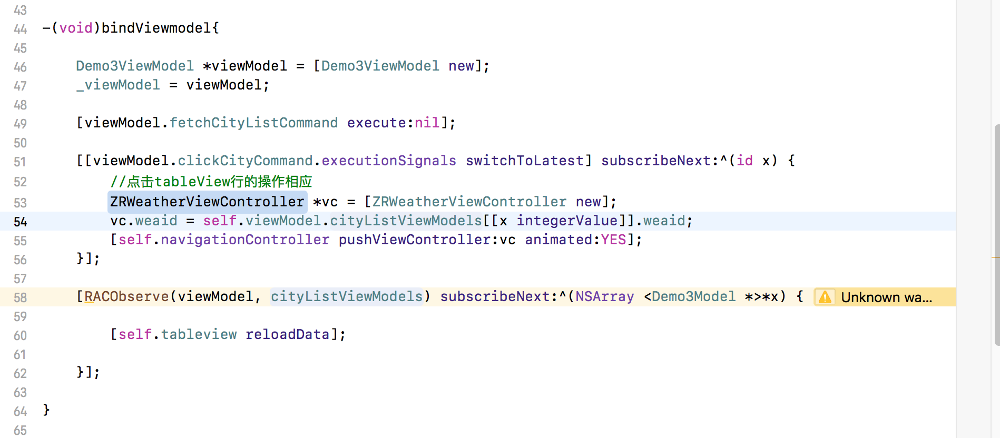 43
44 -(void)bindViewmodel{
45
46 Demo3ViewModel *viewModel = [Demo3ViewModel new];
47 _viewModel = viewModel;
48
49 [viewModel.fetchCityListCommand execute:nil];
50
51 [[viewModel.clickCityCommand.executionSignals switchToLatest] subscribeNext:^(id x) {
52 //点击tableView行的操作相应
53 ZRWeatherViewController *vc = [ZRWeatherViewController new];
54 vc.weaid = self.viewModel.cityListViewModels[[x integerValue]].weaid;
55 [self.navigationController pushViewController:vc animated:YES];
56 }];
57
58 [RACObserve(viewModel, cityListViewModels) subscribeNext:^(NSArray <Demo3Model *>*x) { Unknown wa...
59
60 [self.tableview reloadData];
61
62 }];
63
64 }
65